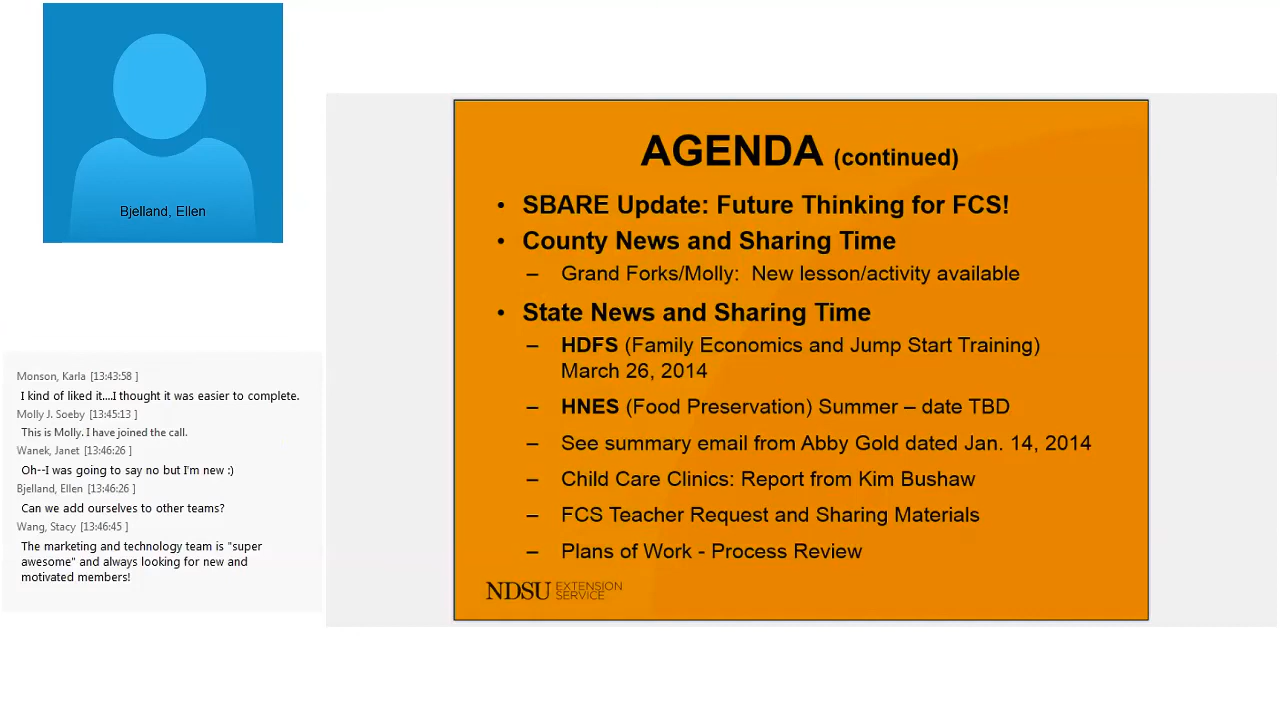 Bjelland, Ellen
Monson, Karla [13:43:58 ]
I kind of liked it....I thought it was easier to complete.
Molly J. Soeby [13:45:13 ]
This is Molly. I have joined the call.
Wanek, Janet [13:46:26 ]
Oh--I was going to say no but I'm new :)
Bjelland, Ellen [13:46:26 ]
Can we add ourselves to other teams?
Wang, Stacy [13:46:45 ]
The marketing and technology team is "super
awesome" and always looking for new and
motivated members!
AGENDA (continued)
• SBARE Update: Future Thinking for FCS!
• County News and Sharing Time
– Grand Forks/Molly: New lesson/activity available
• State News and Sharing Time
– HDFS (Family Economics and Jump Start Training)
March 26, 2014
– HNES (Food Preservation) Summer – date TBD
– See summary email from Abby Gold dated Jan. 14, 2014
– Child Care Clinics: Report from Kim Bushaw
– FCS Teacher Request and Sharing Materials
– Plans of Work - Process Review
NDSU EXTENSION
SERVICE